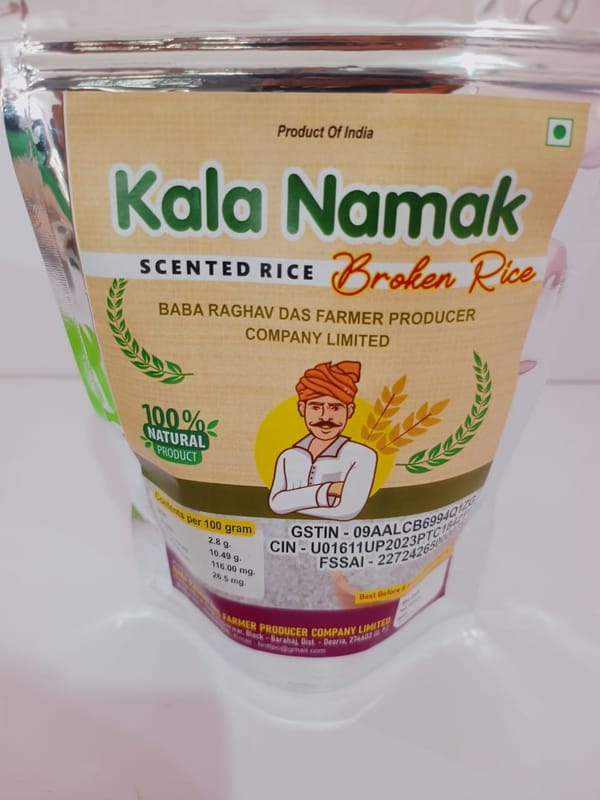 Product Of India
Kala Namak
SCENTED RICE Broken Rice
BABA RAGHAV DAS FARMER PRODUCER
COMPANY LIMITED
100%
NATURAL
PRODUCT
Contents per 100 gram
2.8 g.
10.49 g.
116.00 mg.
26.5 mg.
GSTIN - 09AALCB6994Q1ZG
CIN - U01611UP2023PTC
FSSAI - 227242650
Best Before
FARMER PRODUCER COMPANY LIMITED
Block - Barahaj, Dist. - Deoria, 274603